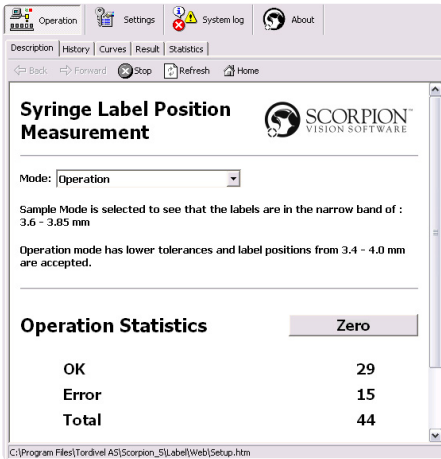 Operation Settings System log About
Description History Curves Result Statistics
Back Forward Stop Refresh Home
Syringe Label Position
Measurement
SCORPION™
VISION SOFTWARE
Mode: Operation
Sample Mode is selected to see that the labels are in the narrow band of :
3.6 - 3.85 mm
Operation mode has lower tolerances and label positions from 3.4 - 4.0 mm
are accepted.
Operation Statistics Zero
OK 29
Error 15
Total 44
C:\Program Files\Tordivel AS\Scorpion_5\Label\Web\Setup.htm